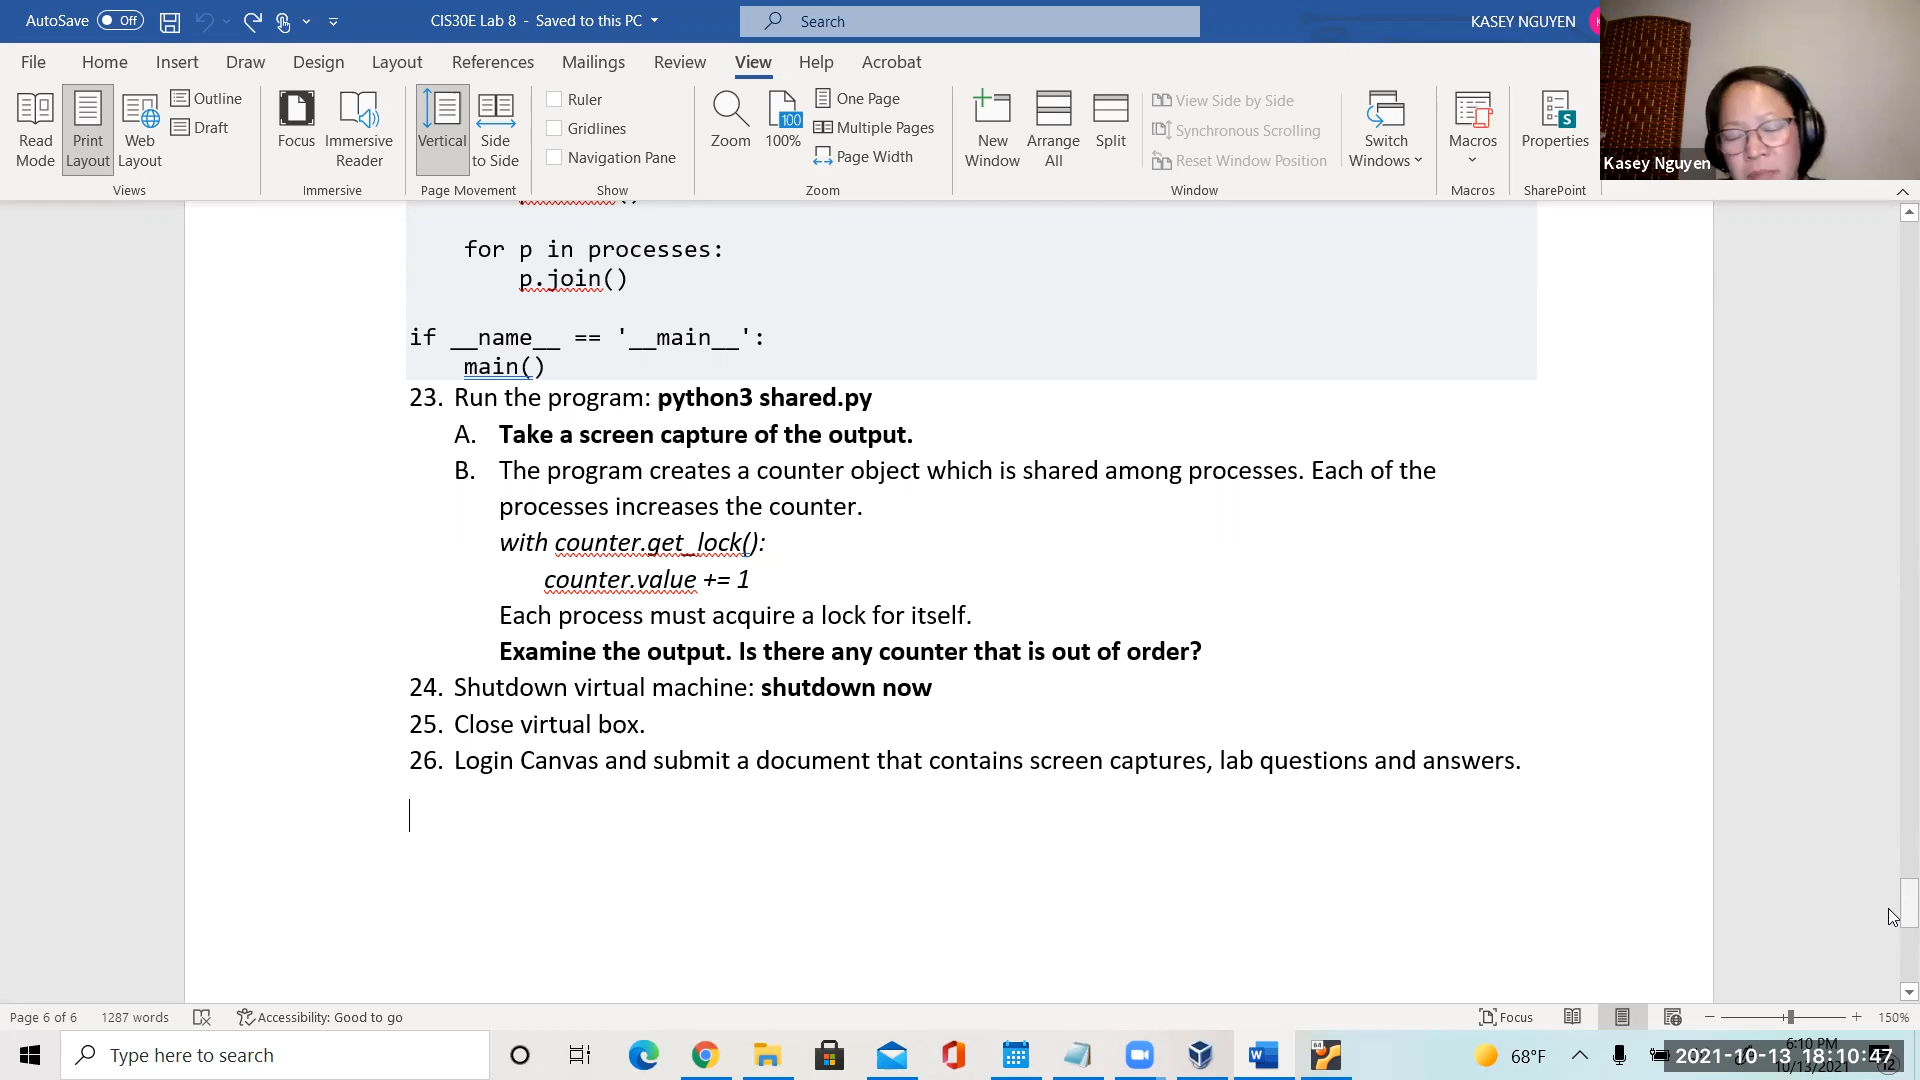 AutoSave Off CIS30E Lab 8 - Saved to this PC Search KASEY NGUYEN
File Home Insert Draw Design Layout References Mailings Review View Help Acrobat
Read Mode
Print Layout
Web Layout
Outline
Draft
Views
Focus
Immersive Reader
Immersive
Vertical
Side to Side
Page Movement
Ruler
Gridlines
Navigation Pane
Show
Zoom
100
100%
One Page
Multiple Pages
Page Width
Zoom
New Window
Arrange All
Split
View Side by Side
Synchronous Scrolling
Reset Window Position
Switch Windows
Window
Macros
Macros
Properties
SharePoint
Kasey Nguyen
for p in processes:
p.join()
if __name__ == '__main__':
main()
23. Run the program: python3 shared.py
A. Take a screen capture of the output.
B. The program creates a counter object which is shared among processes. Each of the
processes increases the counter.
with counter.get_lock():
counter.value += 1
Each process must acquire a lock for itself.
Examine the output. Is there any counter that is out of order?
24. Shutdown virtual machine: shutdown now
25. Close virtual box.
26. Login Canvas and submit a document that contains screen captures, lab questions and answers.
Page 6 of 6 1287 words Accessibility: Good to go Focus 150%
Type here to search 68°F 6:10 PM
2021-10-13 18:10:47
10/13/2021